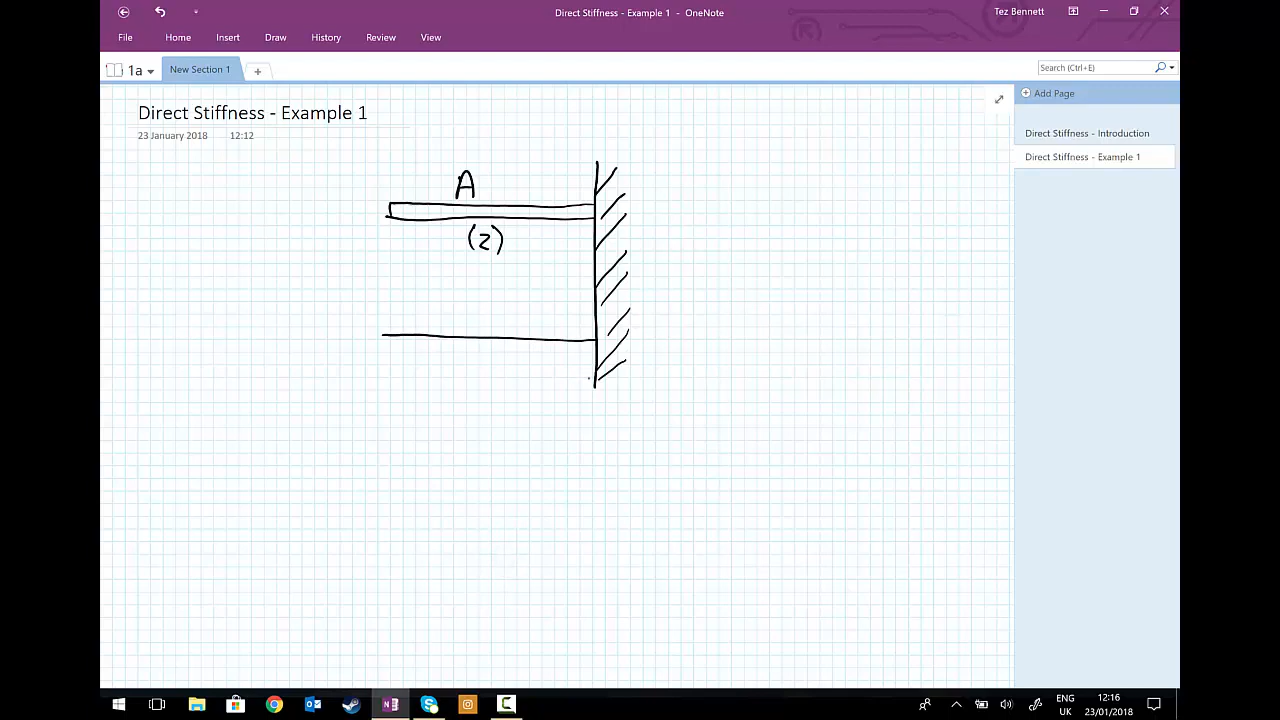 Direct Stiffness - Example 1 - OneNote
Tez Bennett
File Home Insert Draw History Review View
1a New Section 1
Search (Ctrl+E)
Add Page
Direct Stiffness - Example 1
23 January 2018 12:12
Direct Stiffness - Introduction
Direct Stiffness - Example 1
A
(2)
ENG
UK
12:16
23/01/2018